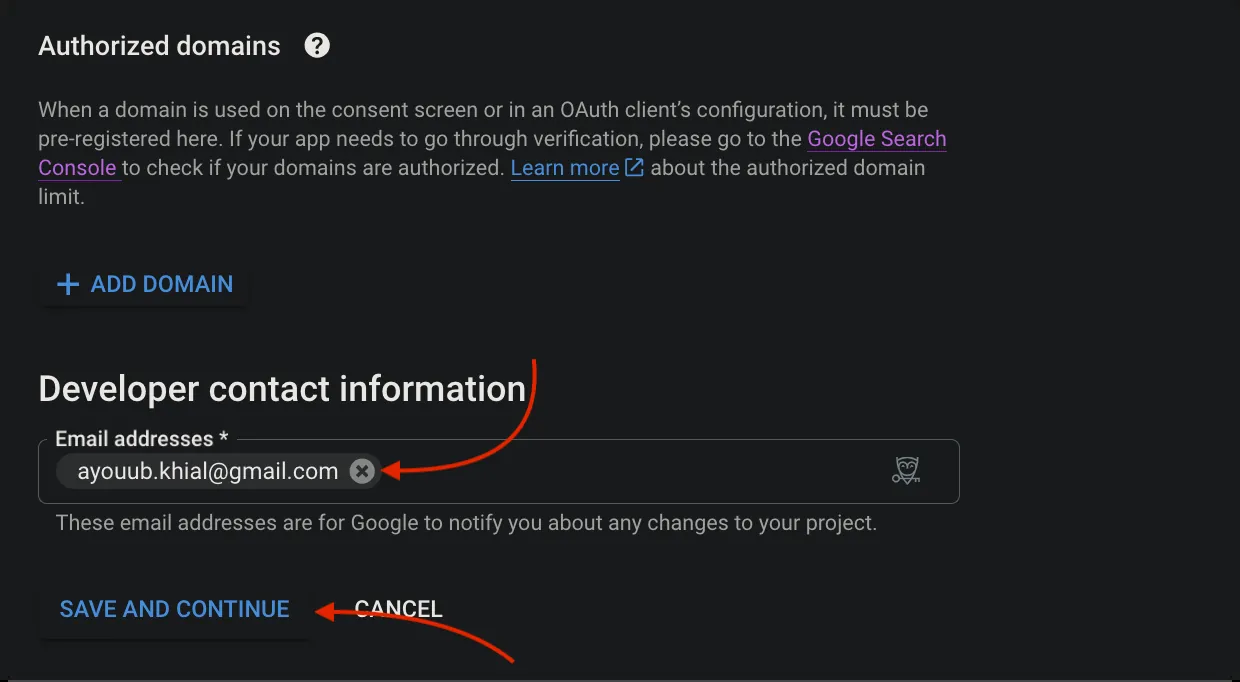 Authorized domains ?
When a domain is used on the consent screen or in an OAuth client's configuration, it must be
pre-registered here. If your app needs to go through verification, please go to the Google Search
Console to check if your domains are authorized. Learn more about the authorized domain
limit.
+ ADD DOMAIN
Developer contact information
Email addresses *
ayouub.khial@gmail.com
These email addresses are for Google to notify you about any changes to your project.
SAVE AND CONTINUE CANCEL